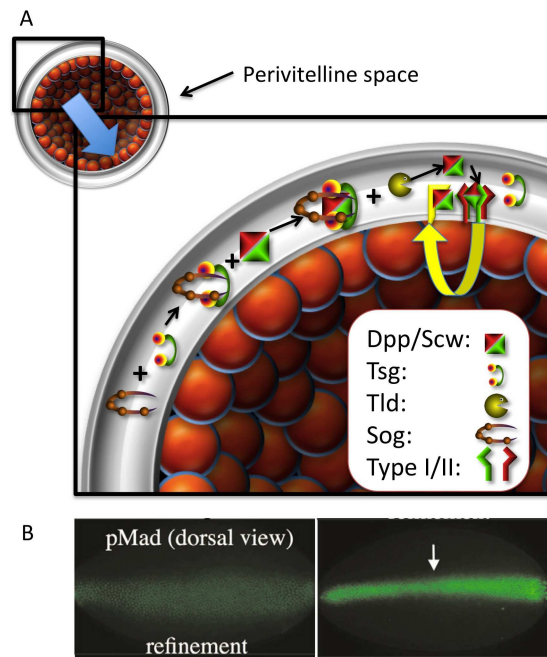 A
Perivitelline space
+
+
+
Dpp/Scw:
Tsg:
Tld:
Sog:
Type I/II:
B
pMad (dorsal view)
refinement